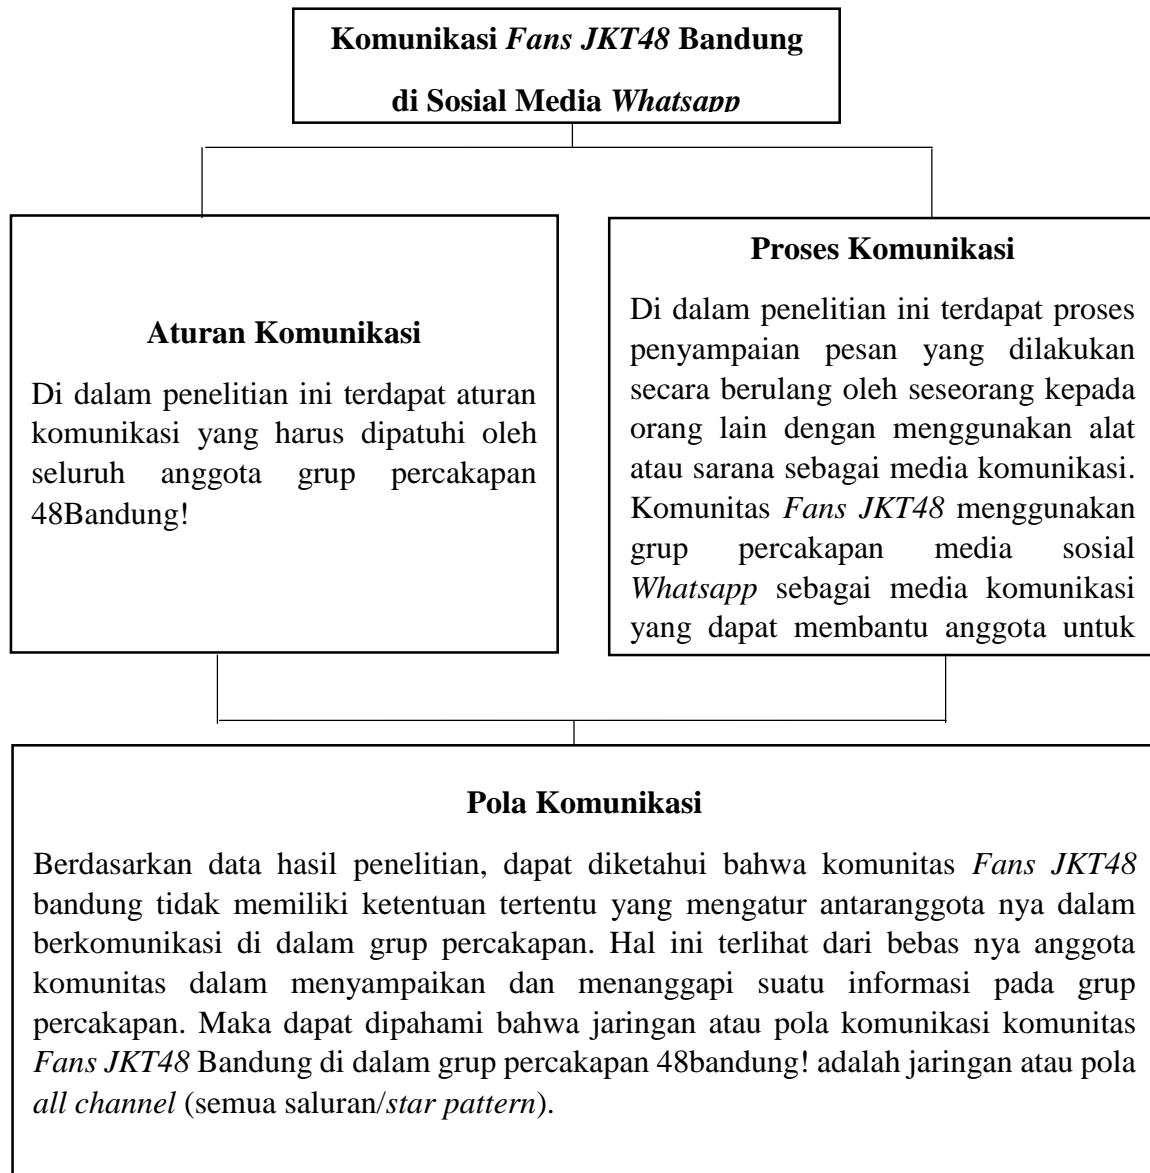 Komunikasi Fans JKT48 Bandung
di Sosial Media Whatsapp
Aturan Komunikasi
Di dalam penelitian ini terdapat aturan
komunikasi yang harus dipatuhi oleh
seluruh anggota grup percakapan
48Bandung!
Proses Komunikasi
Di dalam penelitian ini terdapat proses
penyampaian pesan yang dilakukan
secara berulang oleh seseorang kepada
orang lain dengan menggunakan alat
atau sarana sebagai media komunikasi.
Komunitas Fans JKT48 menggunakan
grup percakapan media sosial
Whatsapp sebagai media komunikasi
yang dapat membantu anggota untuk
Pola Komunikasi
Berdasarkan data hasil penelitian, dapat diketahui bahwa komunitas Fans JKT48
bandung tidak memiliki ketentuan tertentu yang mengatur antaranggota nya dalam
berkomunikasi di dalam grup percakapan. Hal ini terlihat dari bebas nya anggota
komunitas dalam menyampaikan dan menanggapi suatu informasi pada grup
percakapan. Maka dapat dipahami bahwa jaringan atau pola komunikasi komunitas
Fans JKT48 Bandung di dalam grup percakapan 48bandung! adalah jaringan atau pola
all channel (semua saluran/star pattern).